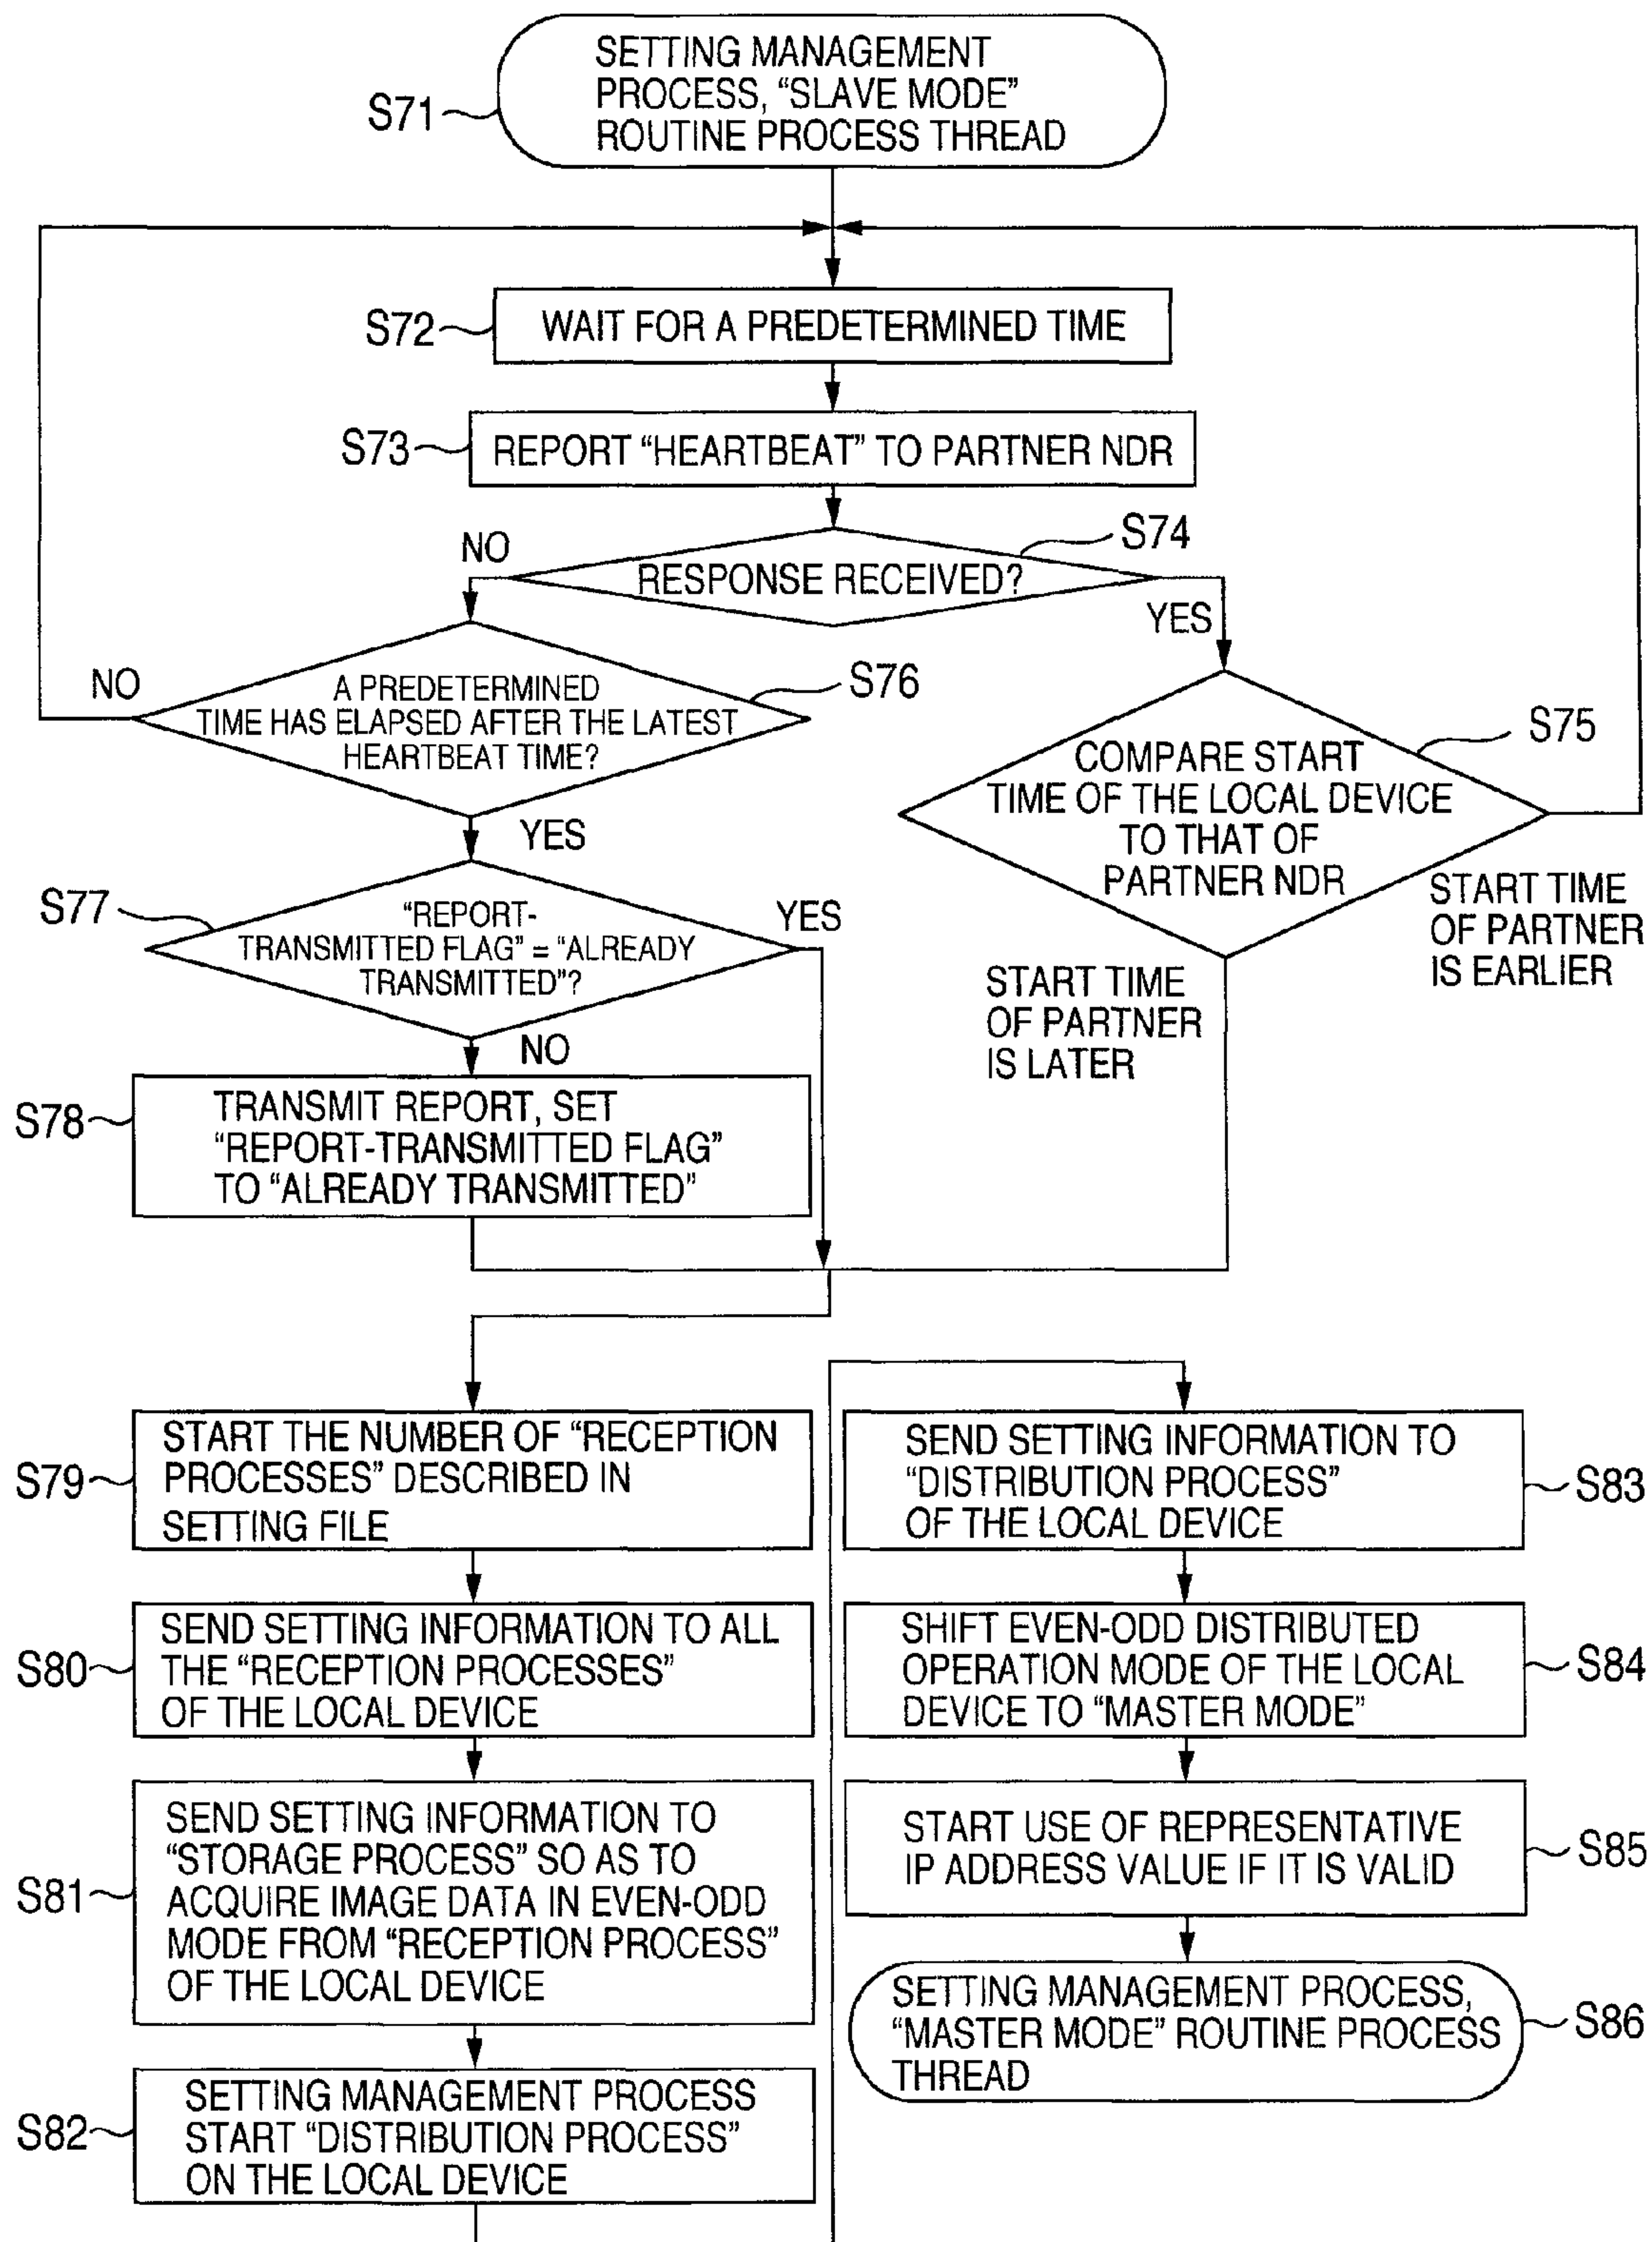 SETTING MANAGEMENT
PROCESS, “SLAVE MODE”
ROUTINE PROCESS THREAD
S71
S72
WAIT FOR A PREDETERMINED TIME
S73
REPORT “HEARTBEAT” TO PARTNER NDR
S74
NO
RESPONSE RECEIVED?
YES
NO
S76
A PREDETERMINED
TIME HAS ELAPSED AFTER THE LATEST
HEARTBEAT TIME?
YES
S75
COMPARE START
TIME OF THE LOCAL DEVICE
TO THAT OF
PARTNER NDR
START TIME
OF PARTNER
IS EARLIER
START TIME
OF PARTNER
IS LATER
S77
“REPORT-
TRANSMITTED FLAG” = “ALREADY
TRANSMITTED”?
YES
NO
S78
TRANSMIT REPORT, SET
“REPORT-TRANSMITTED FLAG”
TO “ALREADY TRANSMITTED”
S79
START THE NUMBER OF “RECEPTION
PROCESSES” DESCRIBED IN
SETTING FILE
S80
SEND SETTING INFORMATION TO ALL
THE “RECEPTION PROCESSES”
OF THE LOCAL DEVICE
S81
SEND SETTING INFORMATION TO
“STORAGE PROCESS” SO AS TO
ACQUIRE IMAGE DATA IN EVEN-ODD
MODE FROM “RECEPTION PROCESS”
OF THE LOCAL DEVICE
S82
SETTING MANAGEMENT PROCESS
START “DISTRIBUTION PROCESS”
ON THE LOCAL DEVICE
SEND SETTING INFORMATION TO
“DISTRIBUTION PROCESS”
OF THE LOCAL DEVICE
S83
SHIFT EVEN-ODD DISTRIBUTED
OPERATION MODE OF THE LOCAL
DEVICE TO “MASTER MODE”
S84
START USE OF REPRESENTATIVE
IP ADDRESS VALUE IF IT IS VALID
S85
SETTING MANAGEMENT PROCESS,
“MASTER MODE” ROUTINE PROCESS
THREAD
S86